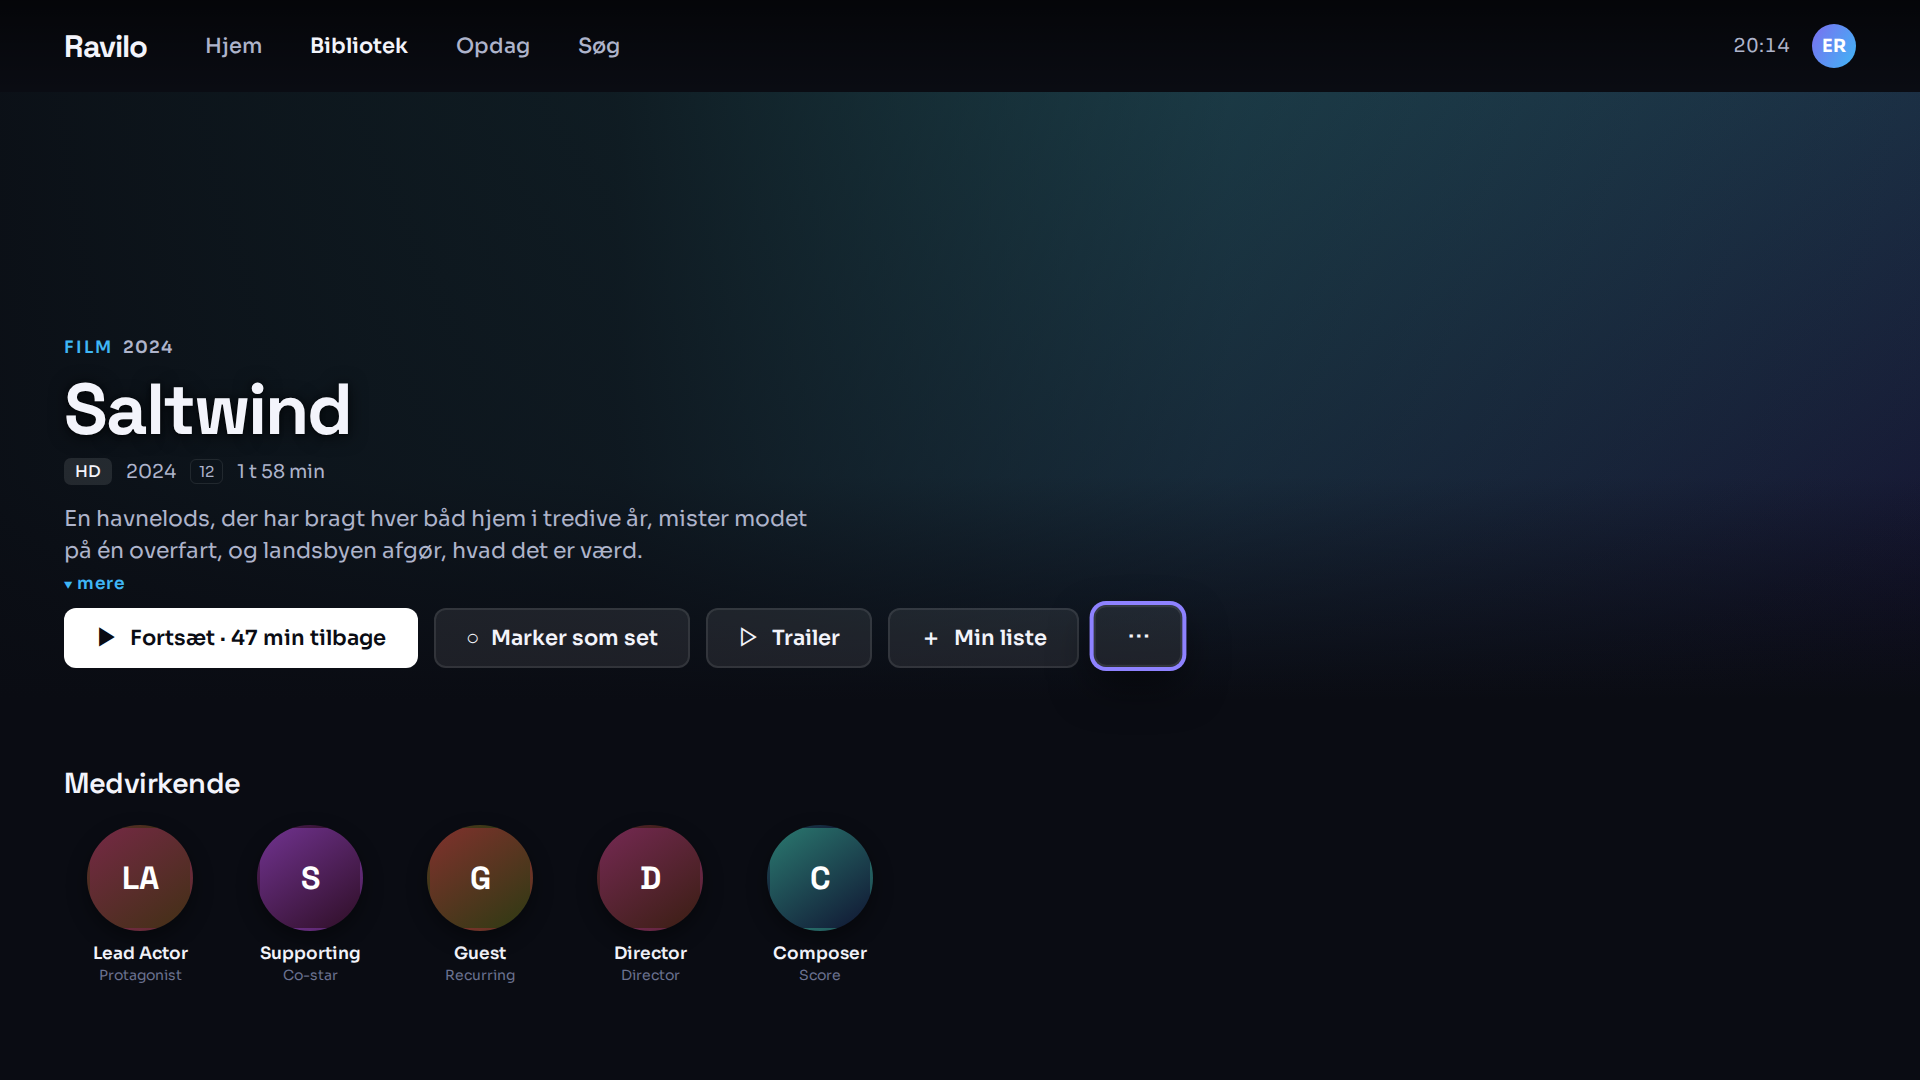 Ravilo
Hjem
Bibliotek
Opdag
Søg
20:14
ER
FILM 2024
Saltwind
HD 2024 12 1 t 58 min
En havnelods, der har bragt hver båd hjem i tredive år, mister modet
på én overfart, og landsbyen afgør, hvad det er værd.
▾ mere
▶ Fortsæt · 47 min tilbage
○ Marker som set
▷ Trailer
+ Min liste
···
Medvirkende
LA
S
G
D
C
Lead Actor
Protagonist
Supporting
Co-star
Guest
Recurring
Director
Director
Composer
Score